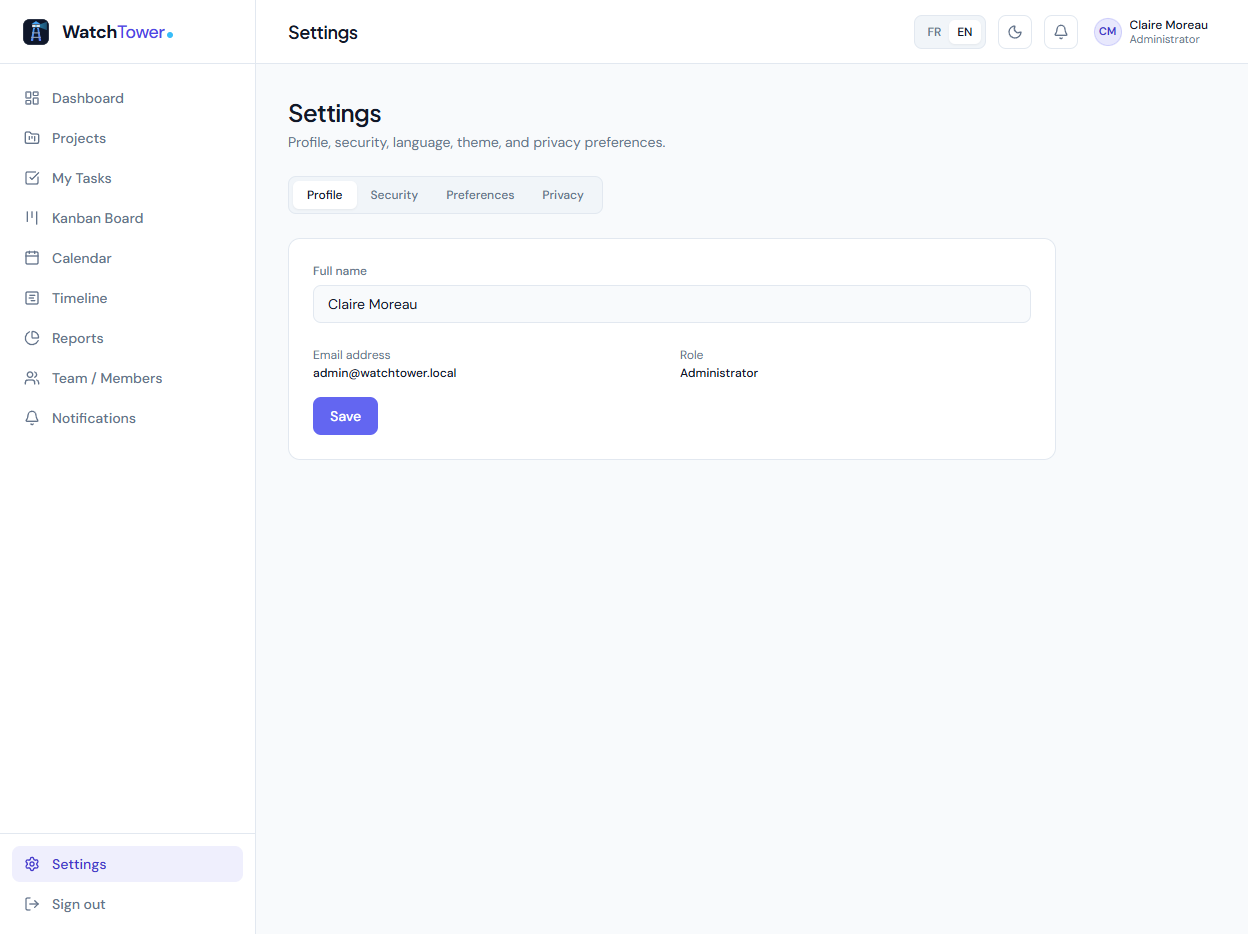 WatchTower
Settings
FR EN
CM
Claire Moreau
Administrator
Dashboard
Projects
My Tasks
Kanban Board
Calendar
Timeline
Reports
Team / Members
Notifications
Settings
Sign out
Settings
Profile, security, language, theme, and privacy preferences.
Profile Security Preferences Privacy
Full name
Claire Moreau
Email address
admin@watchtower.local
Role
Administrator
Save